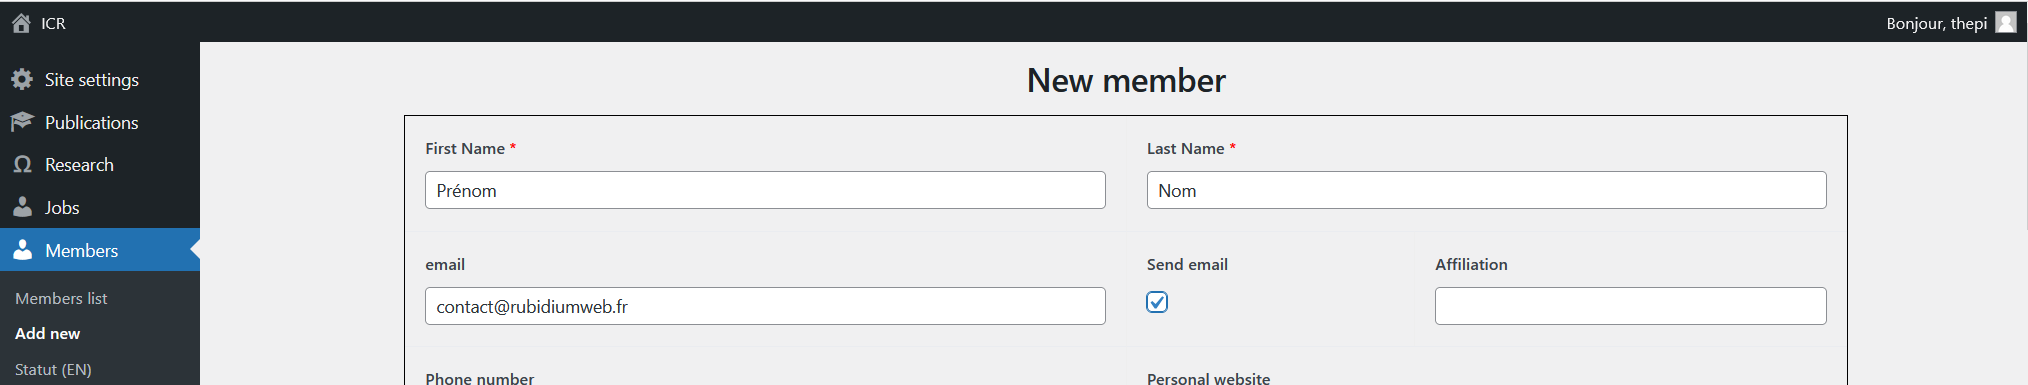 ICR
Bonjour, thepi
Site settings
Publications
Research
Jobs
Members
Members list
Add new
Statut (EN)
New member
First Name *
Last Name *
Prénom
Nom
email
Send email
Affiliation
contact@rubidiumweb.fr
Phone number
Personal website